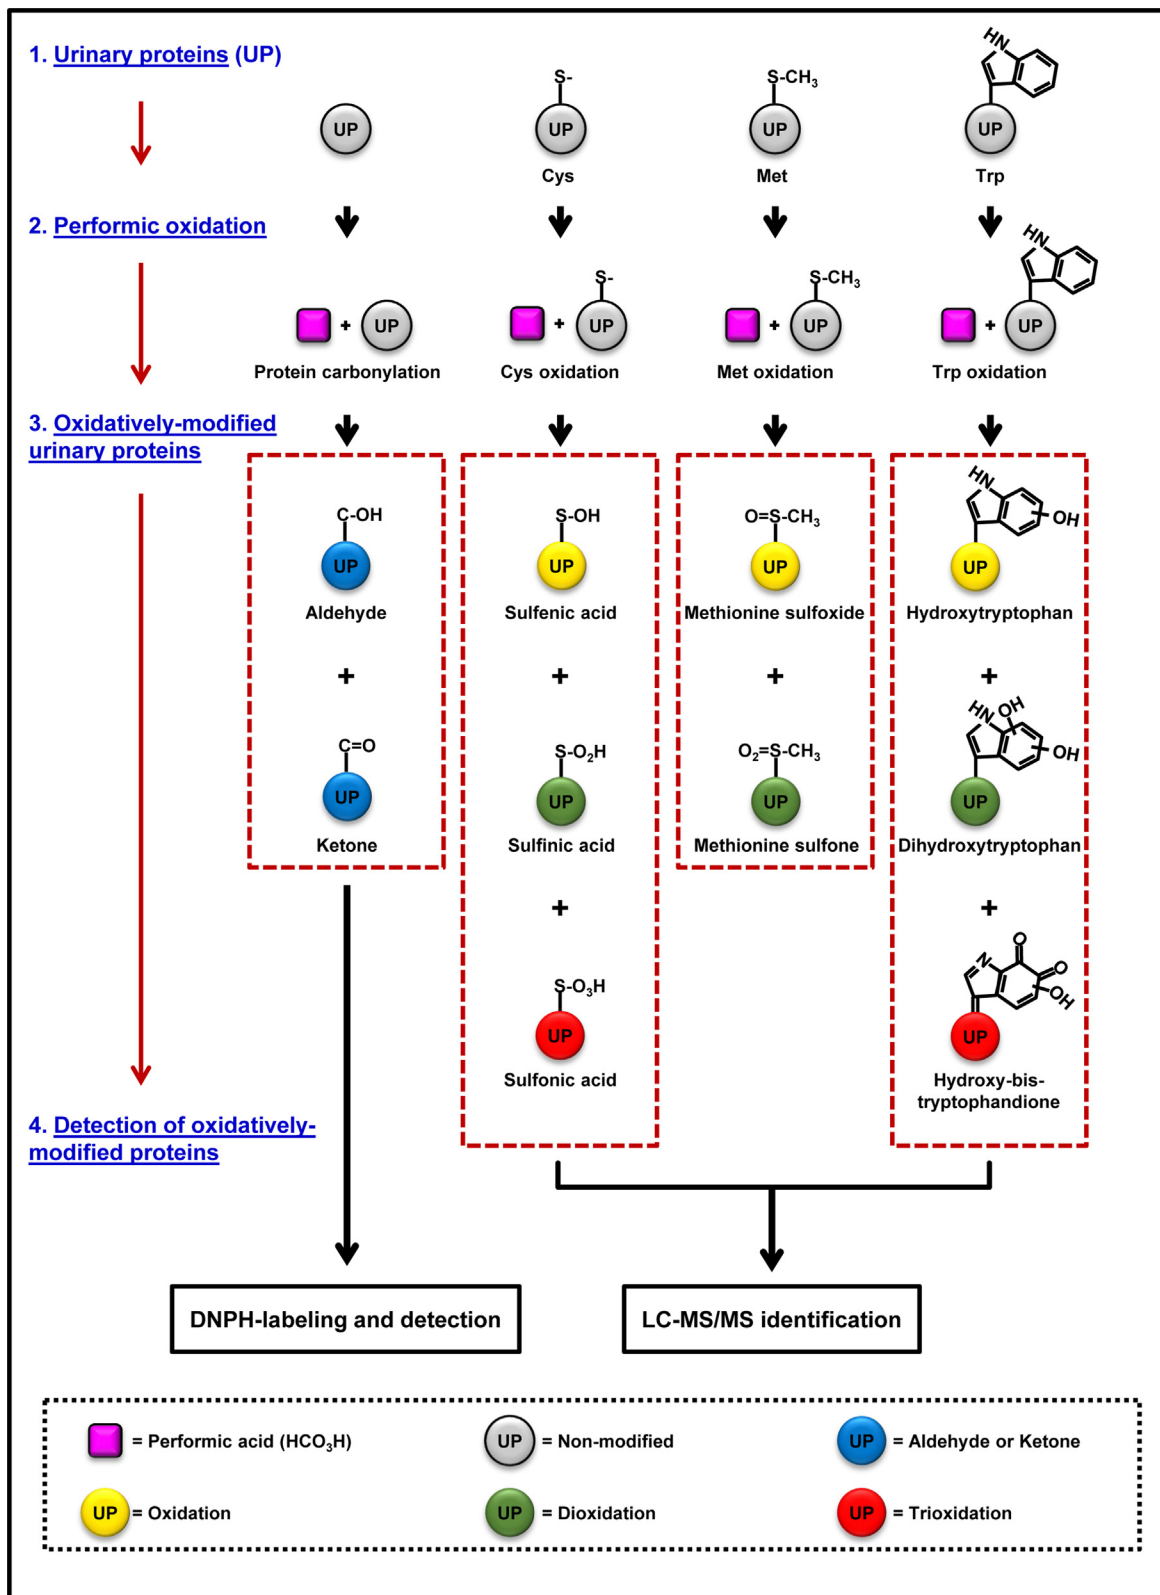 1. Urinary proteins (UP)
HN
S-
S-CH₃
UP
UP
UP
UP
Cys
Met
Trp
2. Performic oxidation
HN
S-
S-CH₃
+
UP
+
UP
+
UP
+
UP
Protein carbonylation
Cys oxidation
Met oxidation
Trp oxidation
3. Oxidatively-modified
urinary proteins
HN
C-OH
S-OH
O=S-CH₃
OH
UP
UP
UP
UP
Aldehyde
Sulfenic acid
Methionine sulfoxide
Hydroxytryptophan
+
+
+
+
HN
OH
C=O
S-O₂H
O₂=S-CH₃
OH
UP
UP
UP
UP
Ketone
Sulfinic acid
Methionine sulfone
Dihydroxytryptophan
+
+
O
N
O
S-O₃H
OH
UP
UP
Sulfonic acid
Hydroxy-bis-
tryptophandione
4. Detection of oxidatively-
modified proteins
DNPH-labeling and detection
LC-MS/MS identification
= Performic acid (HCO₃H)
UP = Non-modified
UP = Aldehyde or Ketone
UP = Oxidation
UP = Dioxidation
UP = Trioxidation